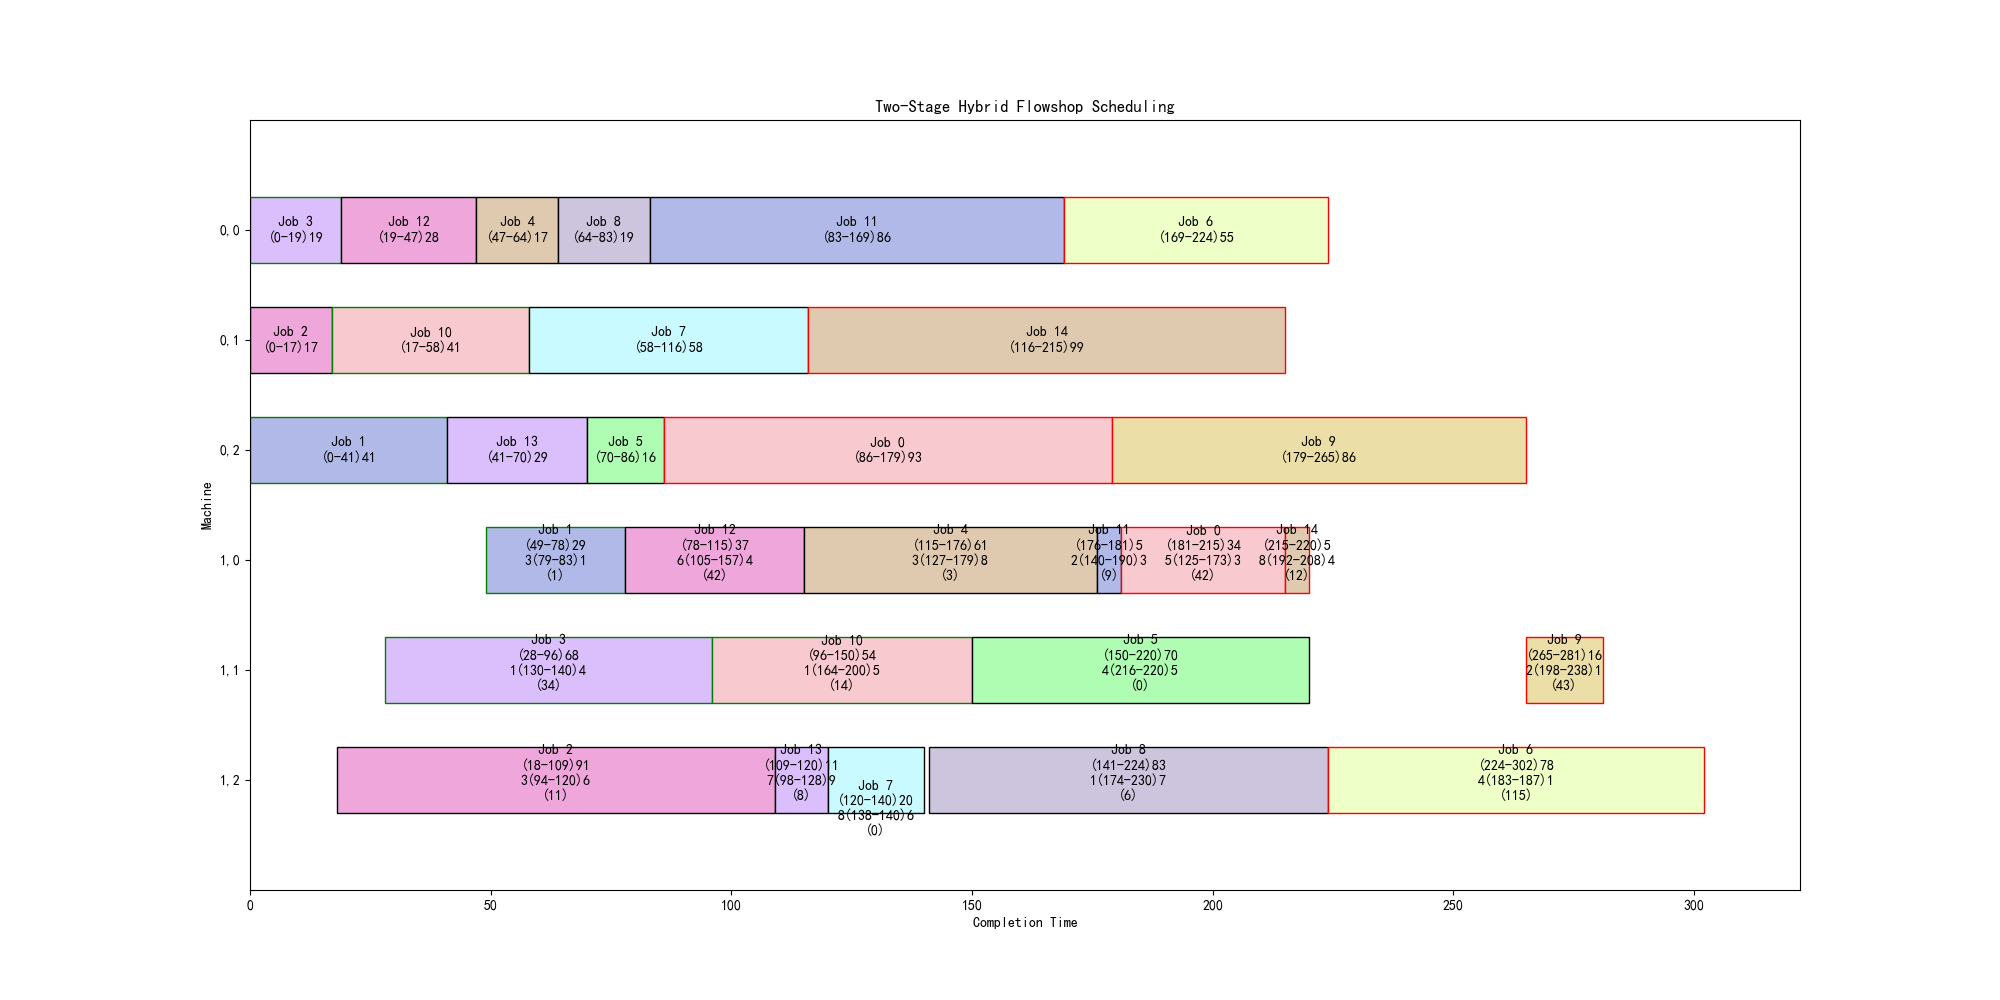 Two-Stage Hybrid Flowshop Scheduling
Machine
0,0
Job 3
(0-19)19
Job 12
(19-47)28
Job 4
(47-64)17
Job 8
(64-83)19
Job 11
(83-169)86
Job 6
(169-224)55
0,1
Job 2
(0-17)17
Job 10
(17-58)41
Job 7
(58-116)58
Job 14
(116-215)99
0,2
Job 1
(0-41)41
Job 13
(41-70)29
Job 5
(70-86)16
Job 0
(86-179)93
Job 9
(179-265)86
1,0
Job 1
(49-78)29
3(79-83)1
(1)
Job 12
(78-115)37
6(105-157)4
(42)
Job 4
(115-176)61
3(127-179)8
(3)
Job 11
(176-181)5
2(140-190)3
(9)
Job 0
(181-215)34
5(125-173)3
(42)
Job 14
(215-220)5
8(192-208)4
(12)
1,1
Job 3
(28-96)68
1(130-140)4
(34)
Job 10
(96-150)54
1(164-200)5
(14)
Job 5
(150-220)70
4(216-220)5
(0)
Job 9
(265-281)16
2(198-238)1
(43)
1,2
Job 2
(18-109)91
3(94-120)6
(11)
Job 13
(109-120)11
7(98-128)9
(8)
Job 7
(120-140)20
8(138-140)6
(0)
Job 8
(141-224)83
1(174-230)7
(6)
Job 6
(224-302)78
4(183-187)1
(115)
0
50
100
150
200
250
300
Completion Time